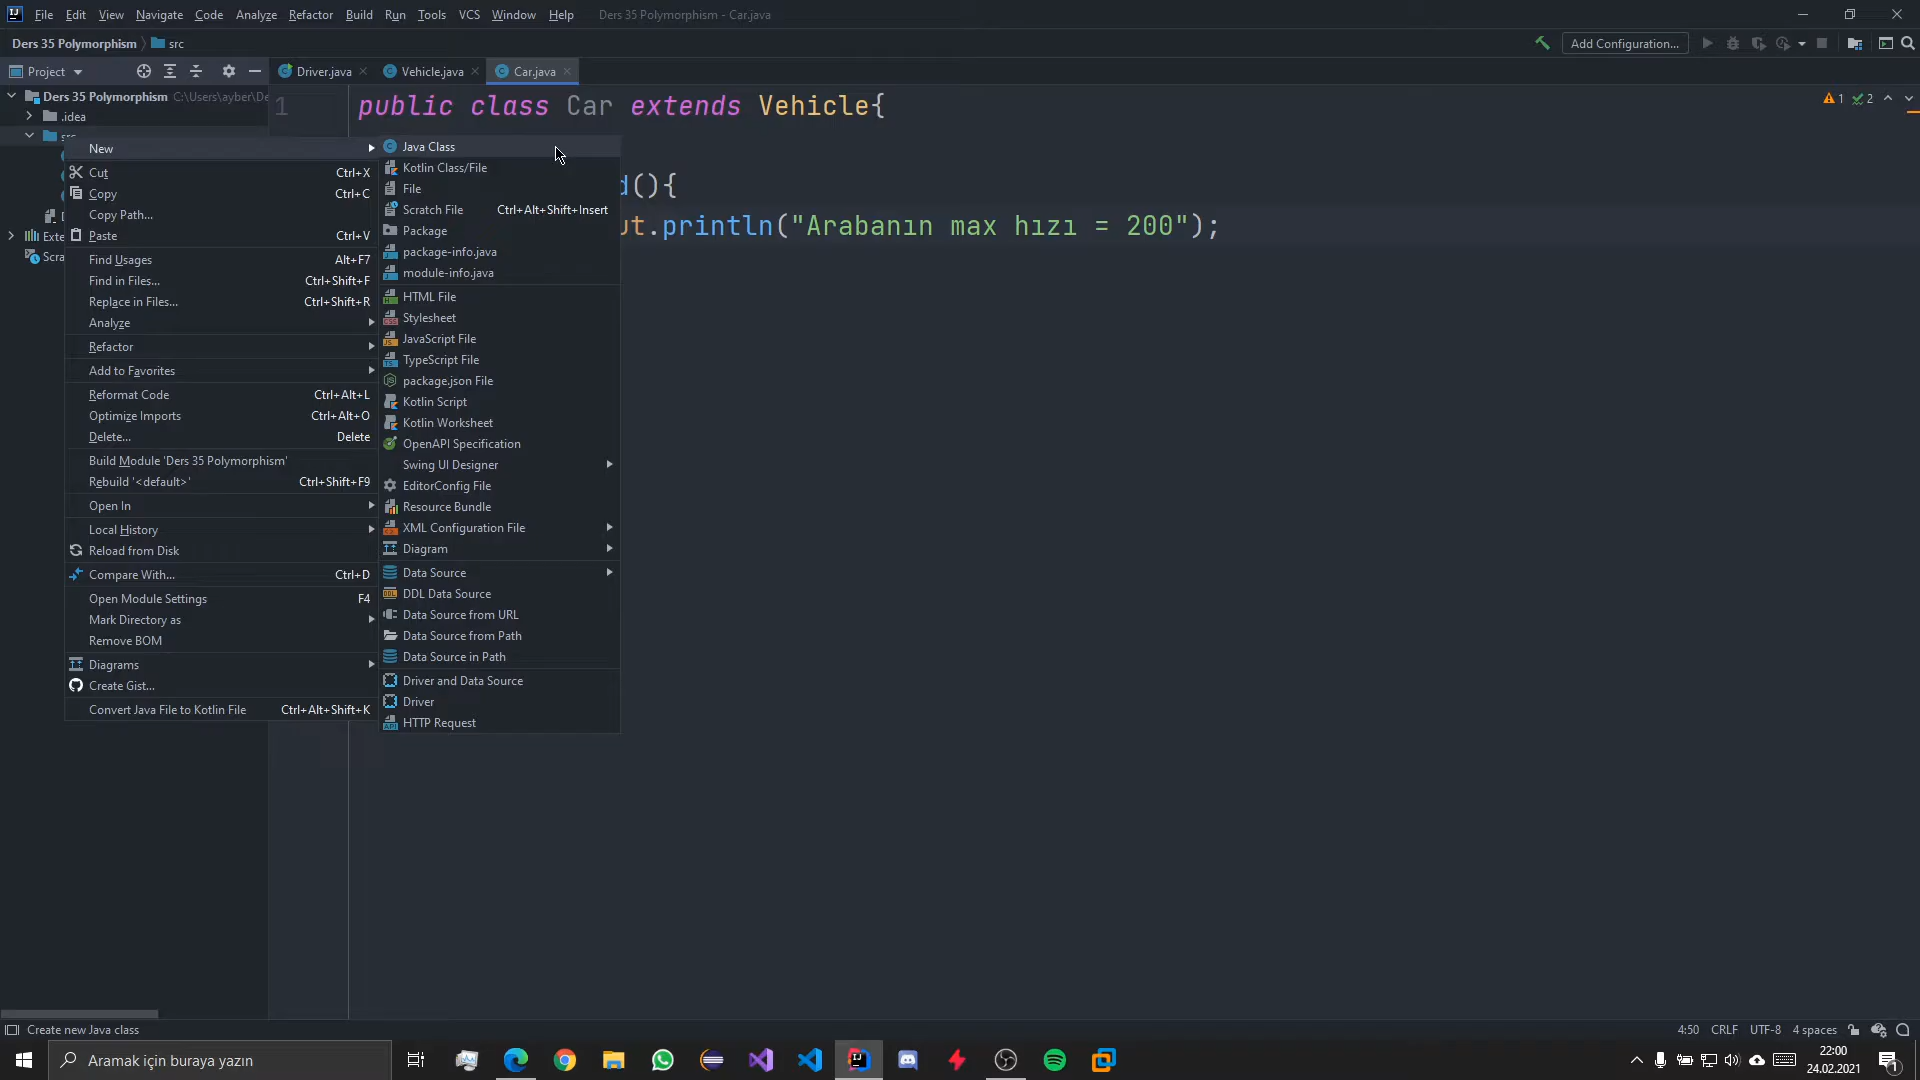 File Edit View Navigate Code Analyze Refactor Build Run Tools VCS Window Help Ders 35 Polymorphism - Car.java
Ders 35 Polymorphism src Add Configuration...
Project Driver.java Vehicle.java Car.java
Ders 35 Polymorphism C:\Users\ayber\De
.idea
1 public class Car extends Vehicle{
1 2
New
Cut Ctrl+X
Copy Ctrl+C
Copy Path...
Paste Ctrl+V
Find Usages Alt+F7
Find in Files... Ctrl+Shift+F
Replace in Files... Ctrl+Shift+R
Analyze
Refactor
Add to Favorites
Reformat Code Ctrl+Alt+L
Optimize Imports Ctrl+Alt+O
Delete... Delete
Build Module 'Ders 35 Polymorphism'
Rebuild '<default>' Ctrl+Shift+F9
Open In
Local History
Reload from Disk
Compare With... Ctrl+D
Open Module Settings F4
Mark Directory as
Remove BOM
Diagrams
Create Gist...
Convert Java File to Kotlin File Ctrl+Alt+Shift+K
Java Class
Kotlin Class/File
File
Scratch File Ctrl+Alt+Shift+Insert
Package
package-info.java
module-info.java
HTML File
Stylesheet
JavaScript File
TypeScript File
package.json File
Kotlin Script
Kotlin Worksheet
OpenAPI Specification
Swing UI Designer
EditorConfig File
Resource Bundle
XML Configuration File
Diagram
Data Source
DDL Data Source
Data Source from URL
Data Source from Path
Data Source in Path
Driver and Data Source
Driver
HTTP Request
d(){
ut.println("Arabanın max hızı = 200");
Create new Java class 4:50 CRLF UTF-8 4 spaces
Aramak için buraya yazın
22:00
24.02.2021